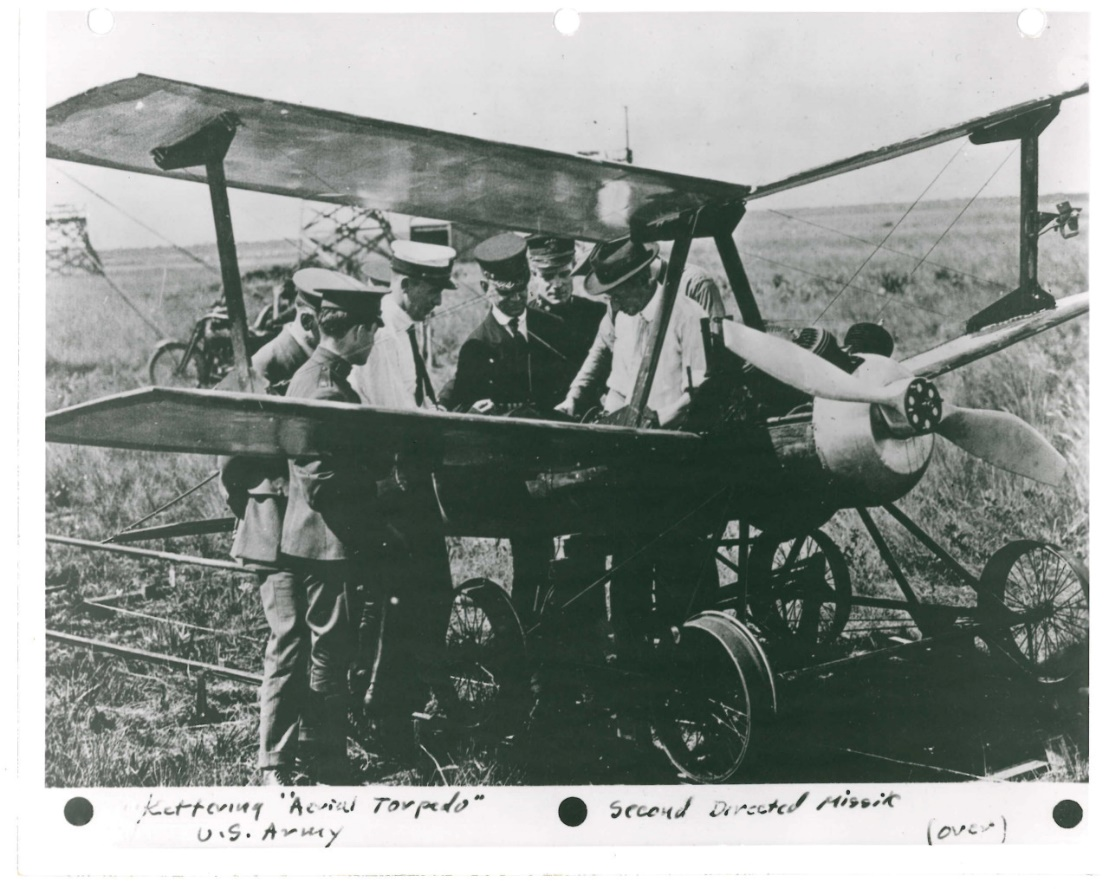 Kettering "Aerial Torpedo"
U.S. Army
Second Directed Missile
(over)